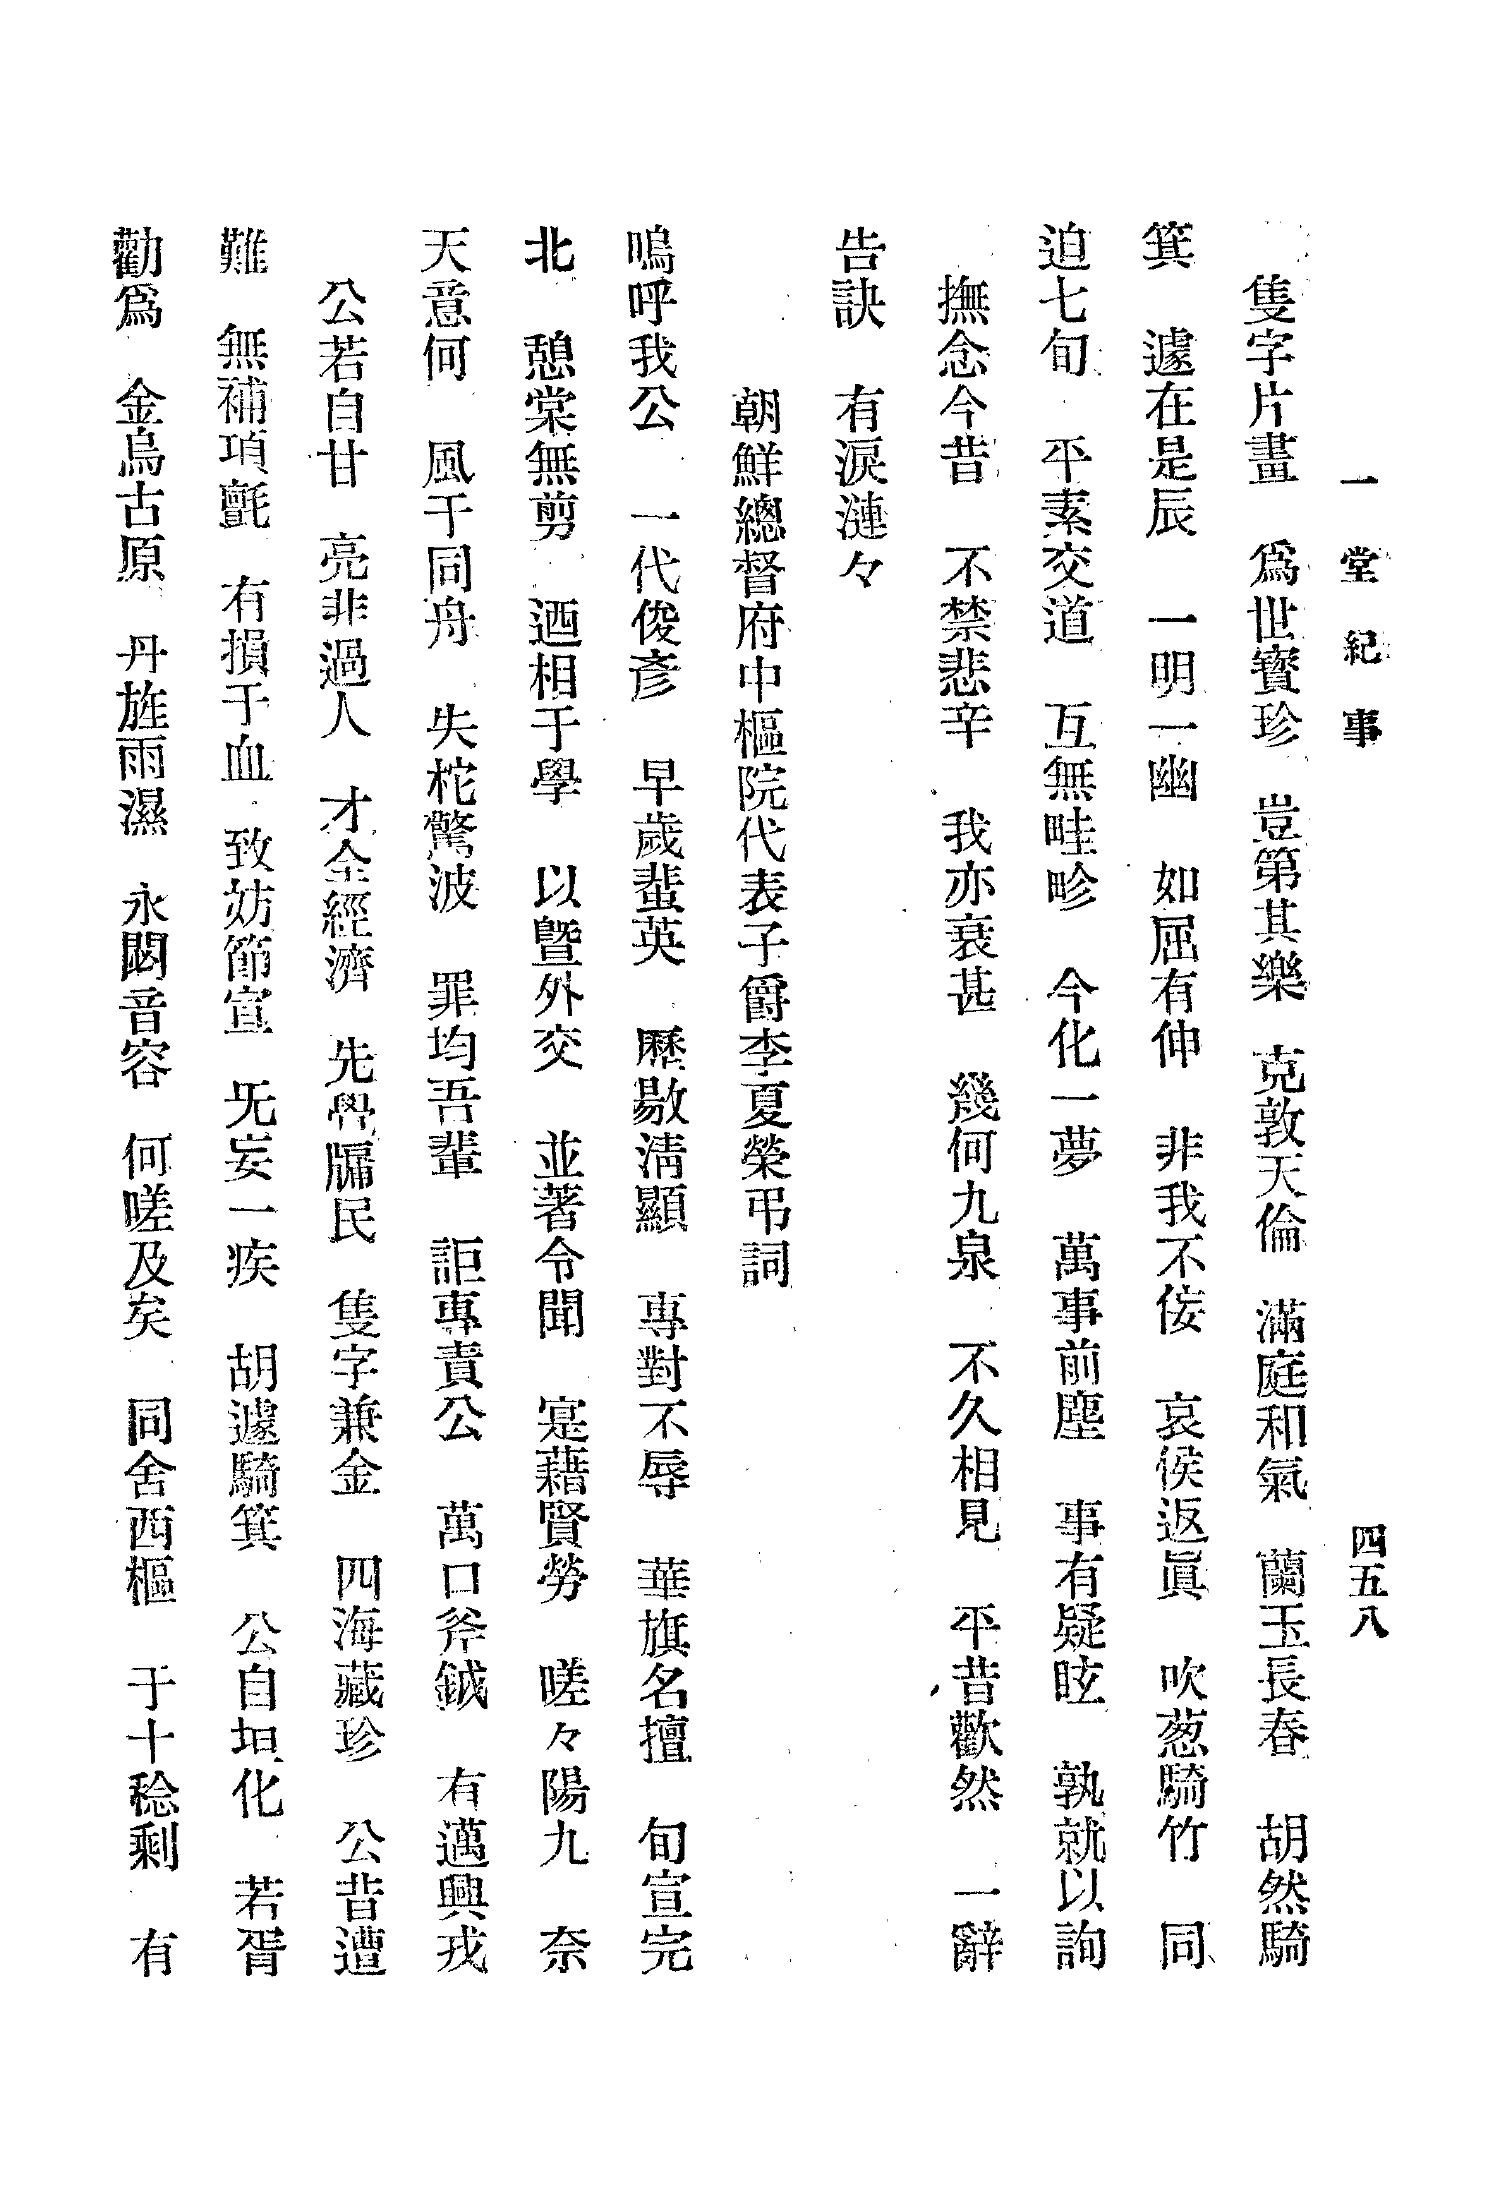 一堂紀事　四五八
隻字片畫　爲世寳珍　豈第其樂　克敦天倫　滿庭和氣　蘭玉長春　胡然騎
箕　遽在是辰　一明一幽　如屈有伸　非我不侫　哀侯返眞　吹葱騎竹　同
迫七旬　平素交道　互無畦畛　今化一夢　萬事前塵　事有疑眩　孰就以詢
撫念今昔　不禁悲辛　我亦衰甚　幾何九泉　不久相見　平昔歡然　一辭
告訣　有淚漣々
朝鮮總督府中樞院代表子爵李夏榮弔詞
嗚呼我公　一代俊彥　早歲蜚英　歷敭淸顯　專對不辱　華旗名擅　旬宣完
北　憩棠無剪　迺相于學　以曁外交　並著令聞　寔藉賢勞　嗟々陽九　奈
天意何　風于同舟　失柁驚波　罪均吾輩　詎專責公　萬口斧鉞　有邁興戎
公若自甘　亮非過人　才全經濟　先學牖民　隻字兼金　四海藏珍　公昔遭
難　無補項氈　有損于血　致妨節宣　旡妄一疾　胡遽騎箕　公自坦化　若胥
勸爲　金烏古原　丹旌雨濕　永閟音容　何嗟及矣　同舍西樞　于十稔剩　有